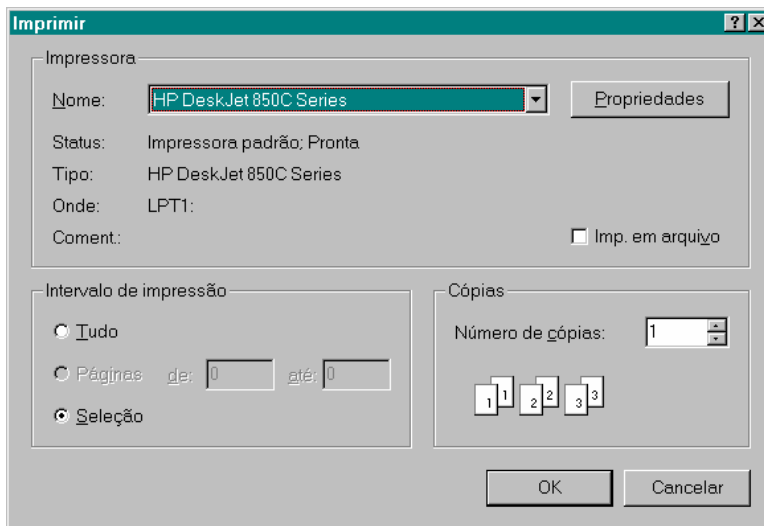 Imprimir
Impressora
Nome: HP DeskJet 850C Series Propriedades
Status: Impressora padrão; Pronta
Tipo: HP DeskJet 850C Series
Onde: LPT1:
Coment.: Imp. em arquivo
Intervalo de impressão Cópias
Tudo Número de cópias: 1
Páginas de: 0 até: 0
1 1 2 2 3 3
Seleção
OK Cancelar